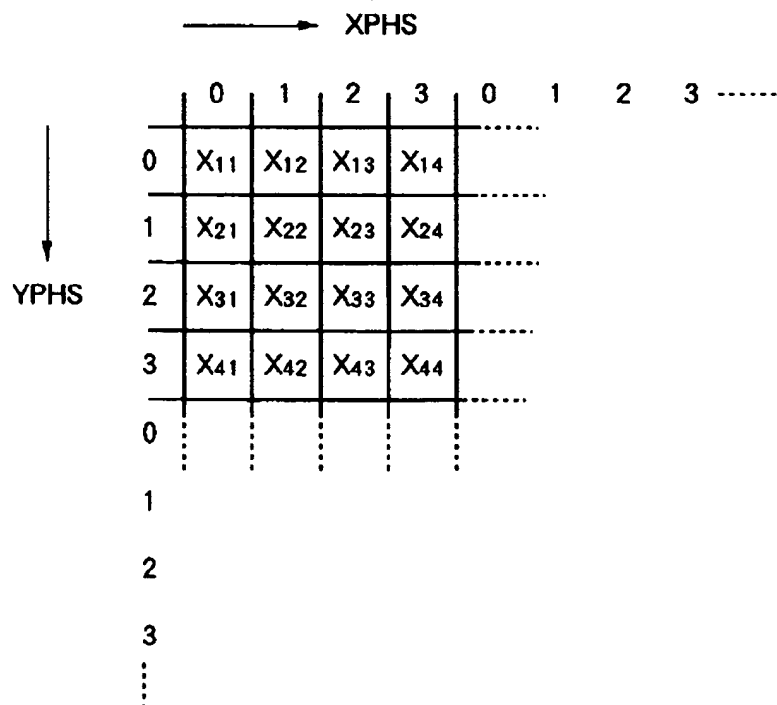 XPHS
0 1 2 3 0 1 2 3
0 X11 X12 X13 X14
1 X21 X22 X23 X24
YPHS 2 X31 X32 X33 X34
3 X41 X42 X43 X44
0
1
2
3